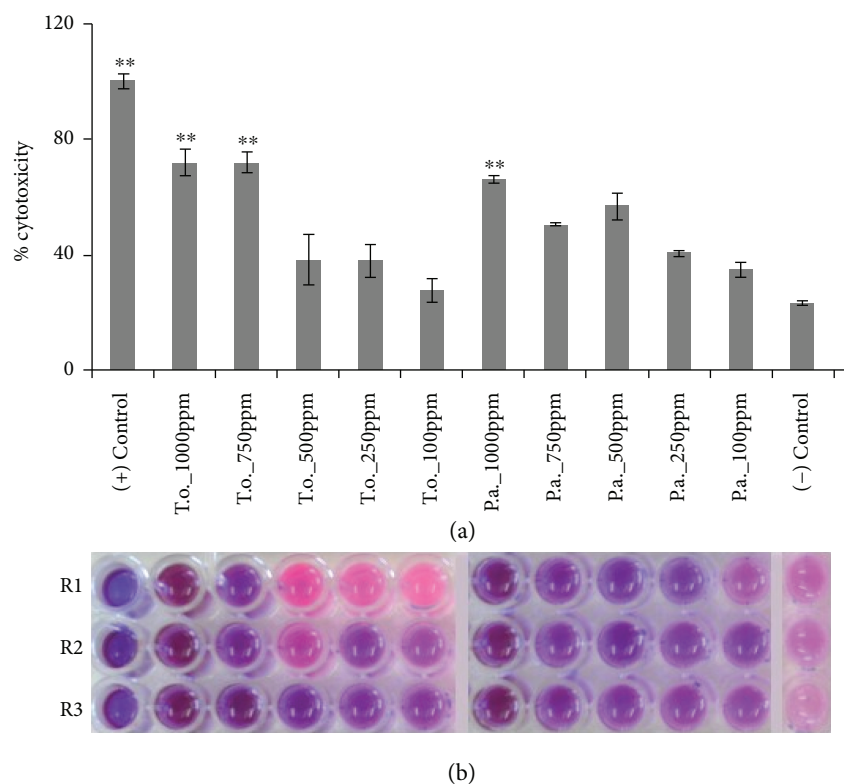 120
80
40
0
% cytotoxicity
**
**
**
**
(+) Control
T.o._1000ppm
T.o._750ppm
T.o._500ppm
T.o._250ppm
T.o._100ppm
P.a._1000ppm
P.a._750ppm
P.a._500ppm
P.a._250ppm
P.a._100ppm
(−) Control
(a)
R1
R2
R3
(b)